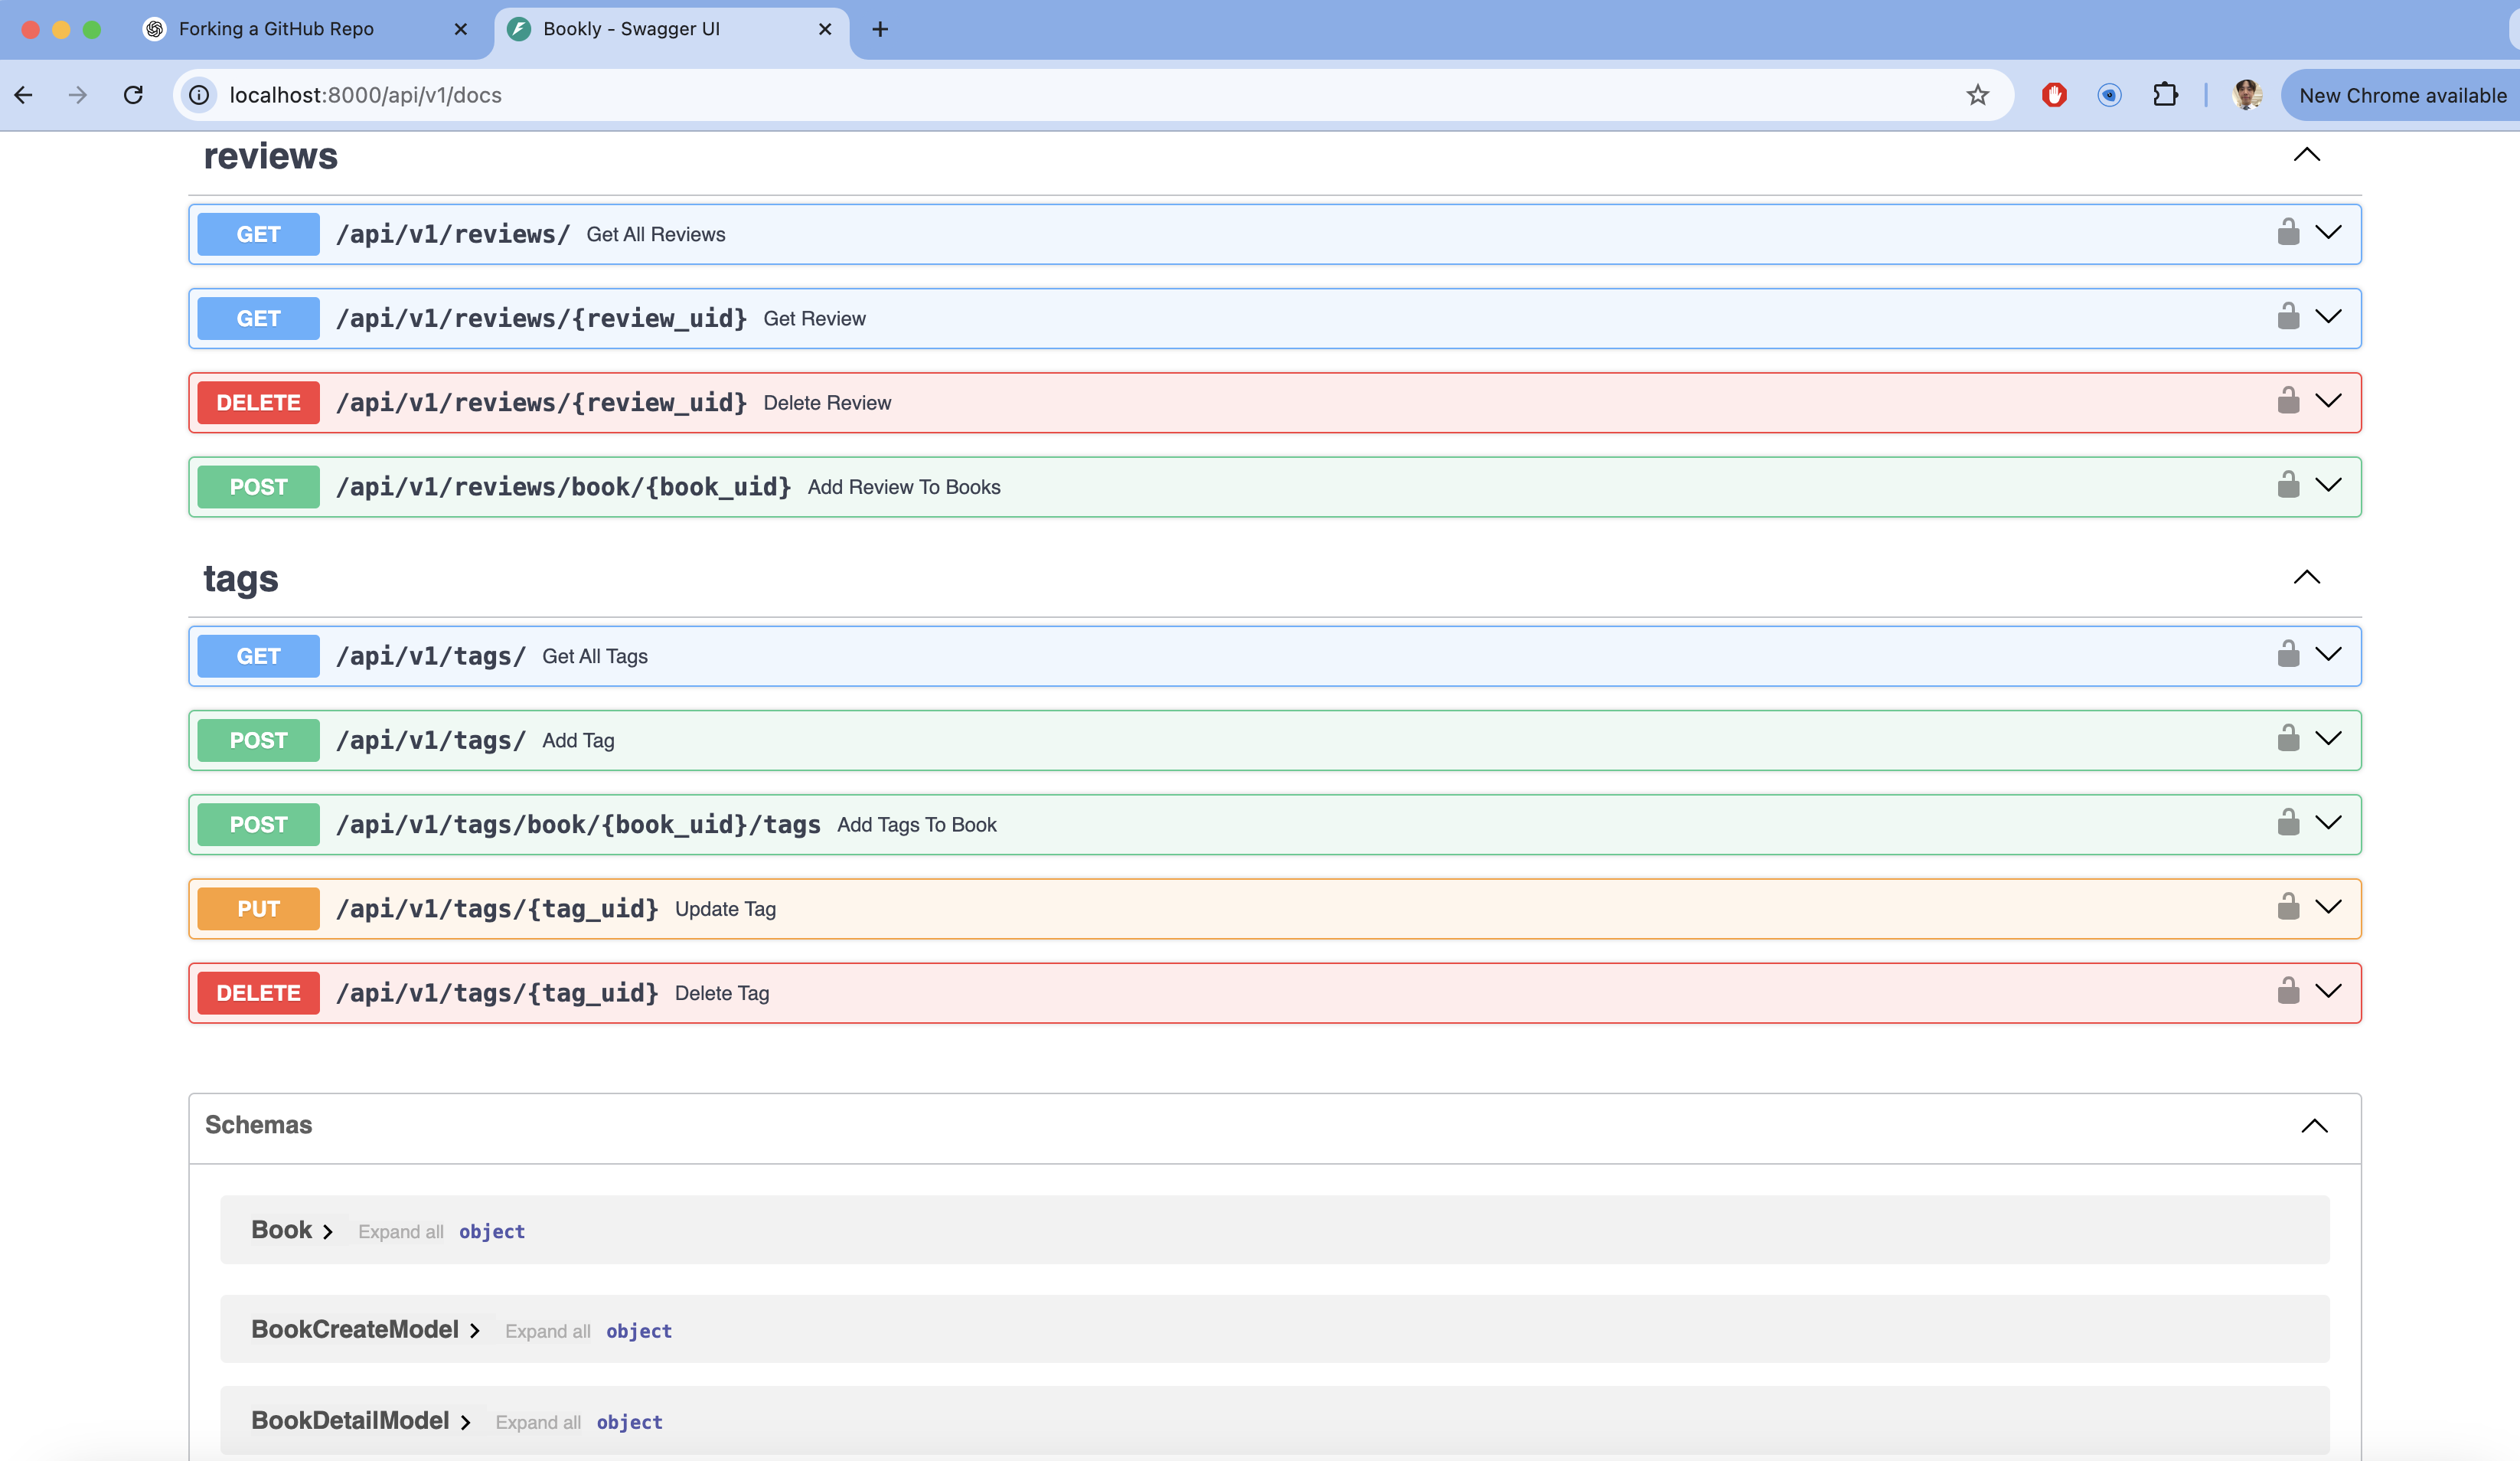 Forking a GitHub Repo
Bookly - Swagger UI
localhost:8000/api/v1/docs
New Chrome available
reviews
GET /api/v1/reviews/ Get All Reviews
GET /api/v1/reviews/{review_uid} Get Review
DELETE /api/v1/reviews/{review_uid} Delete Review
POST /api/v1/reviews/book/{book_uid} Add Review To Books
tags
GET /api/v1/tags/ Get All Tags
POST /api/v1/tags/ Add Tag
POST /api/v1/tags/book/{book_uid}/tags Add Tags To Book
PUT /api/v1/tags/{tag_uid} Update Tag
DELETE /api/v1/tags/{tag_uid} Delete Tag
Schemas
Book Expand all object
BookCreateModel Expand all object
BookDetailModel Expand all object